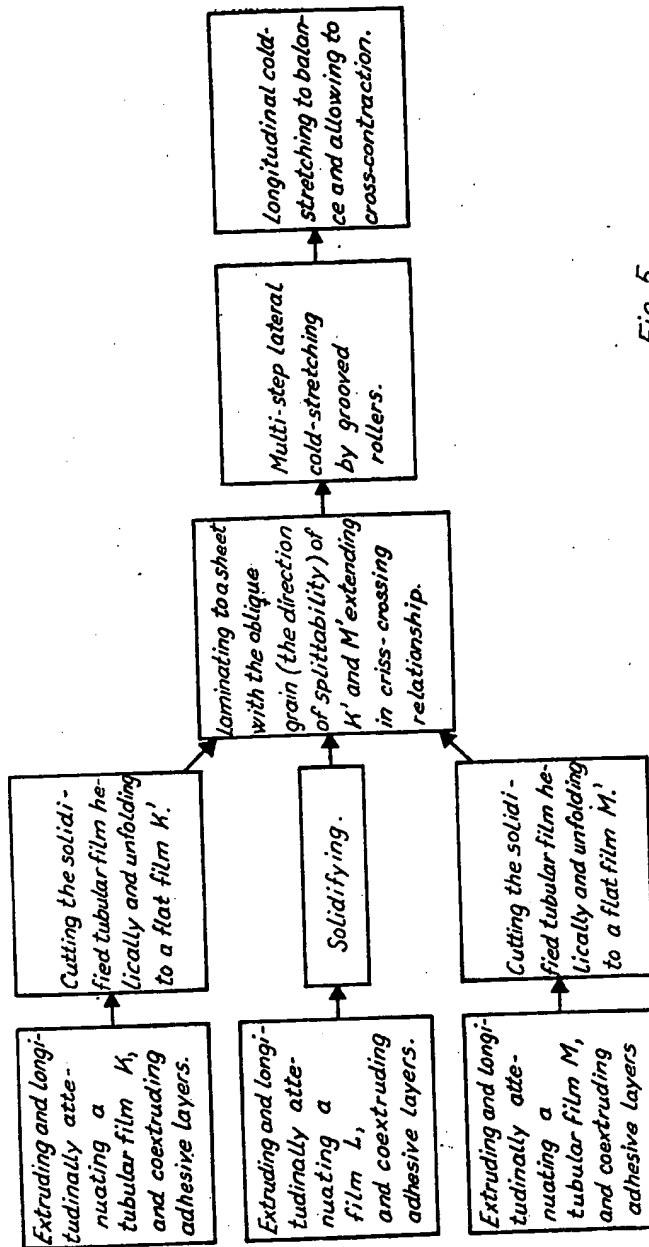 Extruding and longi-
tudinally atte-
nuating a
tubular film K,
and coextruding
adhesive layers.
Cutting the solidi-
fied tubular film he-
lically and unfolding
to a flat film K'.
Extruding and longi-
tudinally atte-
nuating a
film L,
and coextruding
adhesive layers.
Solidifying.
Extruding and longi-
tudinally atte-
nuating a
tubular film M,
and coextruding
adhesive layers
Cutting the solidi-
fied tubular film he-
lically and unfolding
to a flat film M'.
Laminating to a sheet
with the oblique
grain (the direction
of splittability) of
K' and M' extending
in criss-crossing
relationship.
Multi-step lateral
cold-stretching
by grooved
rollers.
Longitudinal cold-
stretching to balan-
ce and allowing to
cross-contraction.
Fig. 5